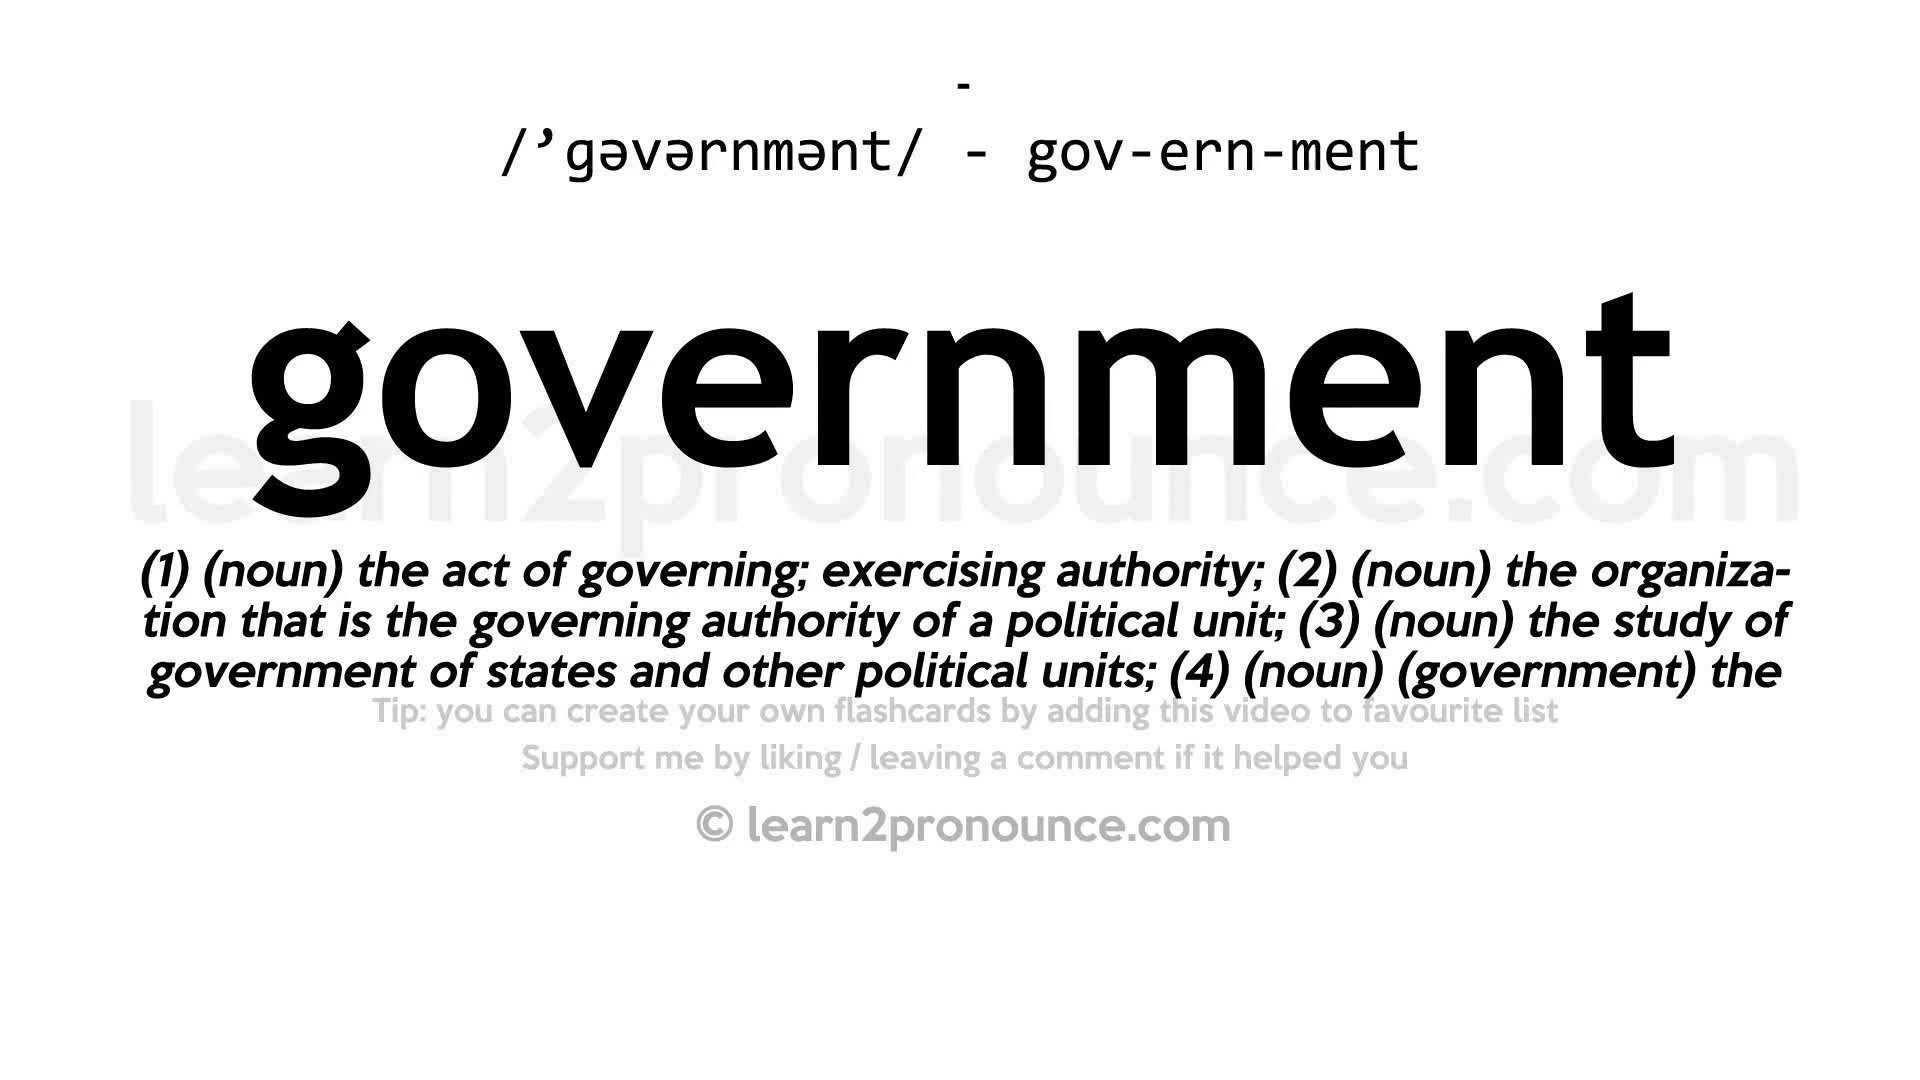 -
/’gəvərnmənt/ - gov-ern-ment
government
learn2pronounce.com
(1) (noun) the act of governing; exercising authority; (2) (noun) the organiza-
tion that is the governing authority of a political unit; (3) (noun) the study of
government of states and other political units; (4) (noun) (government) the
Tip: you can create your own flashcards by adding this video to favourite list
Support me by liking / leaving a comment if it helped you
© learn2pronounce.com